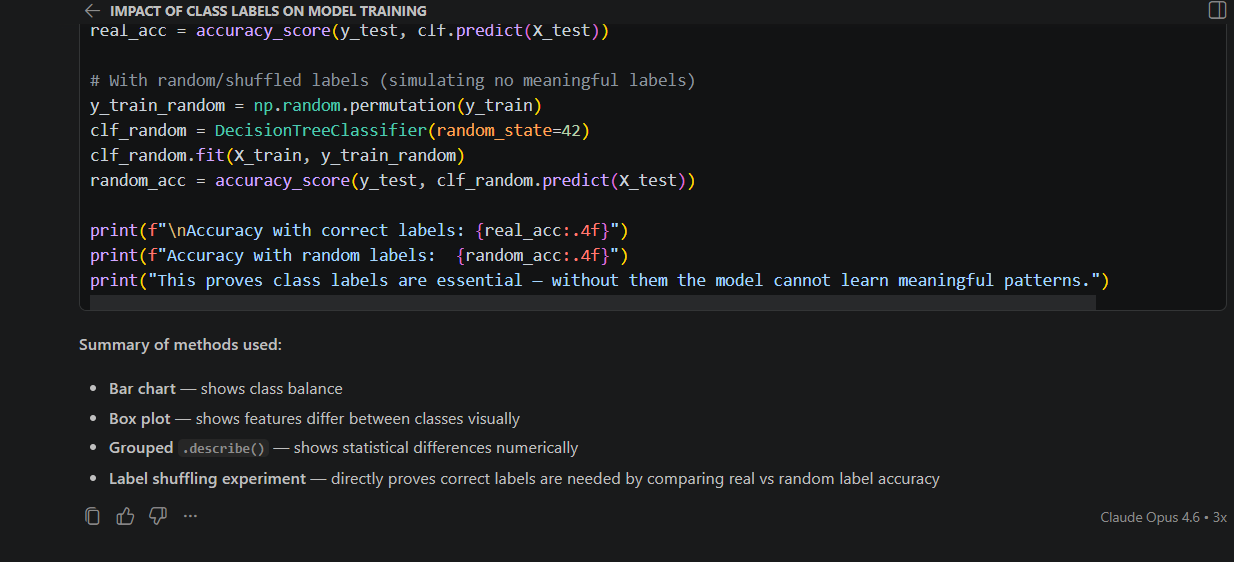 IMPACT OF CLASS LABELS ON MODEL TRAINING
real_acc = accuracy_score(y_test, clf.predict(X_test))
# With random/shuffled labels (simulating no meaningful labels)
y_train_random = np.random.permutation(y_train)
clf_random = DecisionTreeClassifier(random_state=42)
clf_random.fit(X_train, y_train_random)
random_acc = accuracy_score(y_test, clf_random.predict(X_test))
print(f"\nAccuracy with correct labels: {real_acc:.4f}")
print(f"Accuracy with random labels:  {random_acc:.4f}")
print("This proves class labels are essential — without them the model cannot learn meaningful patterns.")
Summary of methods used:
• Bar chart — shows class balance
• Box plot — shows features differ between classes visually
• Grouped .describe() — shows statistical differences numerically
• Label shuffling experiment — directly proves correct labels are needed by comparing real vs random label accuracy
Claude Opus 4.6 • 3x